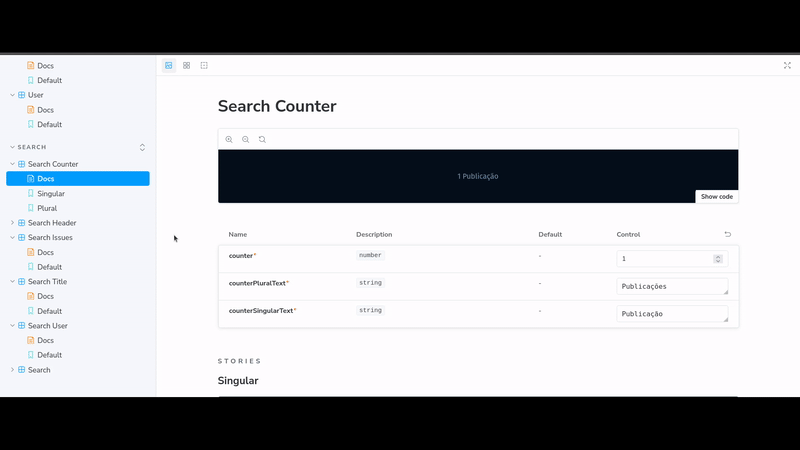 Docs
Default
User
Docs
Default
SEARCH
Search Counter
Docs
Singular
Plural
Search Header
Search Issues
Docs
Default
Search Title
Docs
Default
Search User
Docs
Default
Search
Search Counter
1 Publicação
Show code
Name Description Default Control
counter* number - 1
counterPluralText* string - Publicações
counterSingularText* string - Publicação
STORIES
Singular